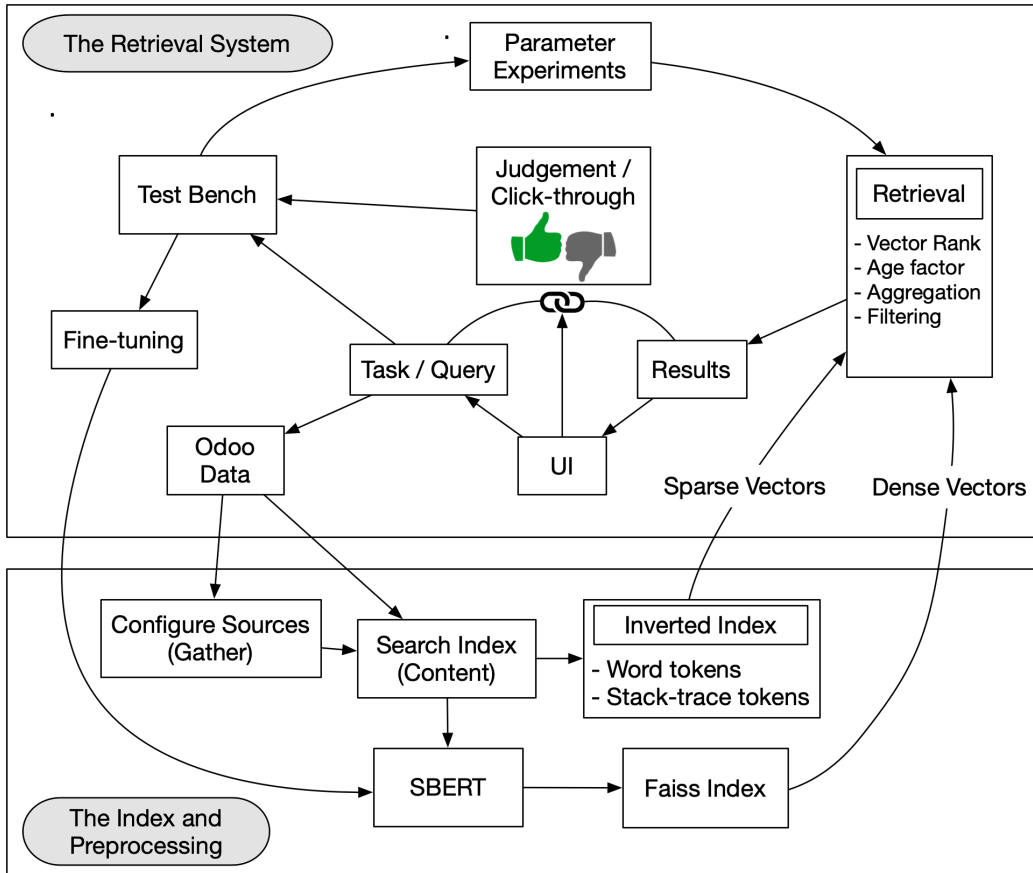 The Retrieval System
Parameter
Experiments
Test Bench
Judgement /
Click-through
Retrieval
- Vector Rank
- Age factor
- Aggregation
- Filtering
Fine-tuning
Task / Query
Results
Odoo
Data
UI
Sparse Vectors
Dense Vectors
Configure Sources
(Gather)
Search Index
(Content)
Inverted Index
- Word tokens
- Stack-trace tokens
SBERT
Faiss Index
The Index and
Preprocessing